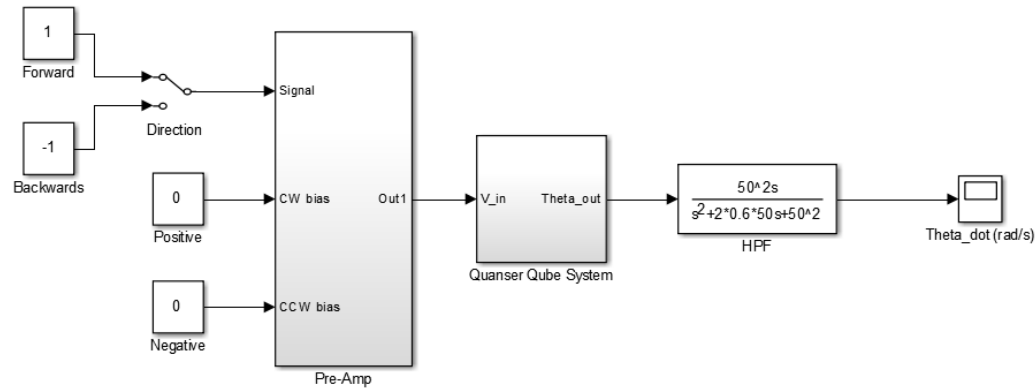 1
Forward
-1
Backwards
Direction
0
Positive
0
Negative
Signal
CW bias
CCW bias
Out1
Pre-Amp
V_in
Theta_out
Quanser Qube System
50^2s
s^2+2*0.6*50s+50^2
HPF
Theta_dot (rad/s)